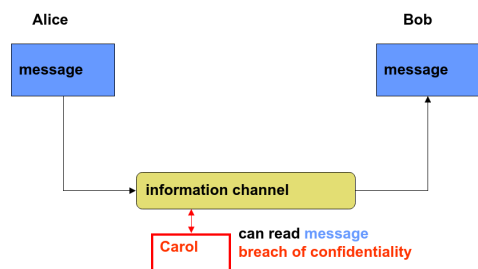 Alice
Bob
message
message
information channel
Carol
can read message
breach of confidentiality